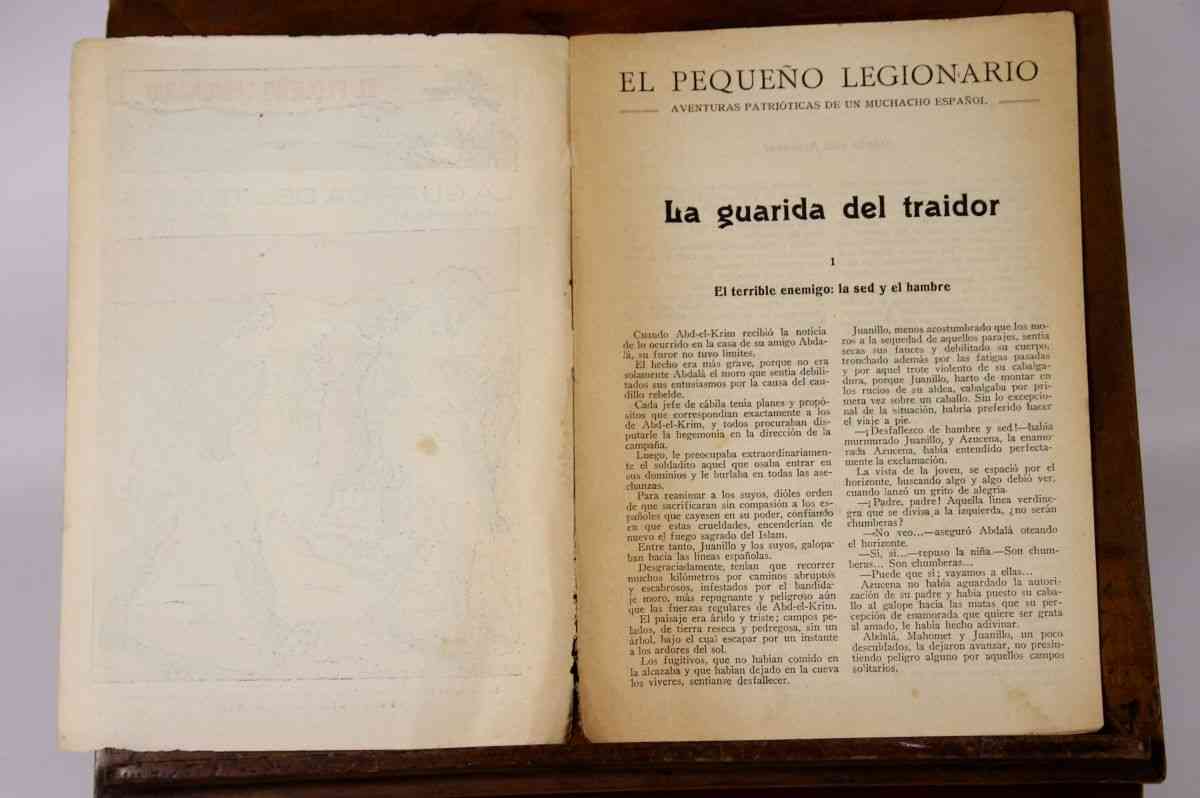 EL PEQUEÑO LEGIONARIO
AVENTURAS PATRIÓTICAS DE UN MUCHACHO ESPAÑOL
La guarida del traidor
I
El terrible enemigo: la sed y el hambre
Cuando Abd-el-Krim recibió la noticia
de lo ocurrido en la casa de su amigo Abda-
lá, su furor no tuvo límites.
El hecho era más grave, porque no era
solamente Abdalá el moro que sentía debili-
tados sus entusiasmos por la causa del cau-
dillo rebelde.
Cada jefe de cábila tenía planes y propó-
sitos que correspondían exactamente a los
de Abd-el-Krim, y todos procuraban dis-
putarle la hegemonía en la dirección de la
campaña.
Luego, le preocupaba extraordinariamen-
te el soldadito aquel que osaba entrar en
sus dominios y le burlaba en todas las ase-
chanzas.
Para reanimar a los suyos, dióles orden
de que sacrificaran sin compasión a los es-
pañoles que cayesen en su poder, confiando
en que estas crueldades, encenderían de
nuevo el fuego sagrado del Islam.
Entre tanto, Juanillo y los suyos, galopa-
ban hacia las líneas españolas.
Desgraciadamente, tenían que recorrer
muchos kilómetros por caminos abruptos
y escabrosos, infestados por el bandida-
je moro, más repugnante y peligroso aún
que las fuerzas regulares de Abd-el-Krim.
El paisaje era árido y triste; campos pe-
lados, de tierra reseca y pedregosa, sin un
árbol, bajo el cual escapar por un instante
a los ardores del sol.
Los fugitivos, que no habían comido en
la alcazaba y que habían dejado en la cueva
los víveres, sentíanse desfallecer.
Juanillo, menos acostumbrado que los mo-
ros a la sequedad de aquellos parajes, sentía
secas sus fauces y debilitado su cuerpo,
tronchado además por las fatigas pasadas
y por aquel trote violento de su cabalga-
dura, porque Juanillo, harto de montar en
los rucios de su aldea, cabalgaba por pri-
mera vez sobre un caballo. Sin lo excepcio-
nal de la situación, habría preferido hacer
el viaje a pie.
—¡Desfallezco de hambre y sed!—había
murmurado Juanillo, y Azucena, la enamo-
rada Azucena, había entendido perfecta-
mente la exclamación.
La vista de la joven, se espació por el
horizonte, buscando algo y algo debió ver,
cuando lanzó un grito de alegría.
—¡Padre, padre! Aquella línea verdine-
gra que se divisa a la izquierda, ¿no serán
chumberas?
—No veo...—aseguró Abdalá oteando
el horizonte.
—Sí, sí...—repuso la niña.—Son chum-
beras... Son chumberas...
—Puede que sí; vayamos a ellas...
Azucena no había aguardado la autori-
zación de su padre y había puesto su caba-
llo al galope hacia las matas que su per-
cepción de enamorada que quiere ser grata
al amado, le había hecho adivinar.
Abdalá, Mahomet y Juanillo, un poco
descuidados, la dejaron avanzar, no presin-
tiendo peligro alguno por aquellos campos
solitarios.